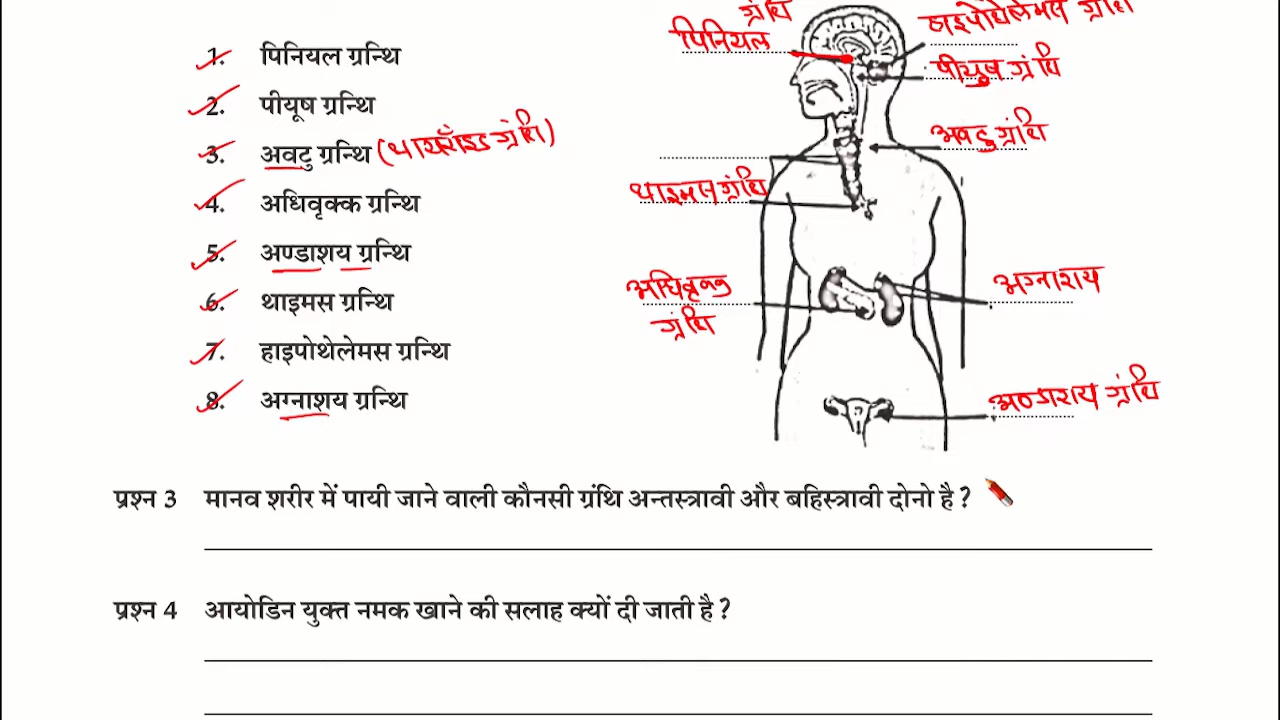 1. पिनियल ग्रन्थि
2. पीयूष ग्रन्थि
3. अवटु ग्रन्थि (थायरॉइड ग्रंथि)
4. अधिवृक्क ग्रन्थि
5. अण्डाशय ग्रन्थि
6. थाइमस ग्रन्थि
7. हाइपोथेलेमस ग्रन्थि
8. अग्नाशय ग्रन्थि
ग्रंथि
पिनियल
हाइपोथेलेमस ग्रंथि
पीयुष ग्रंथि
अवटु ग्रंथि
थाइमस ग्रंथि
अधिवृक्क
ग्रंथि
अग्नाशय
अण्डाशय ग्रंथि
प्रश्न 3 मानव शरीर में पायी जाने वाली कौनसी ग्रंथि अन्तस्त्रावी और बहिस्त्रावी दोनो है ?
प्रश्न 4 आयोडिन युक्त नमक खाने की सलाह क्यों दी जाती है ?